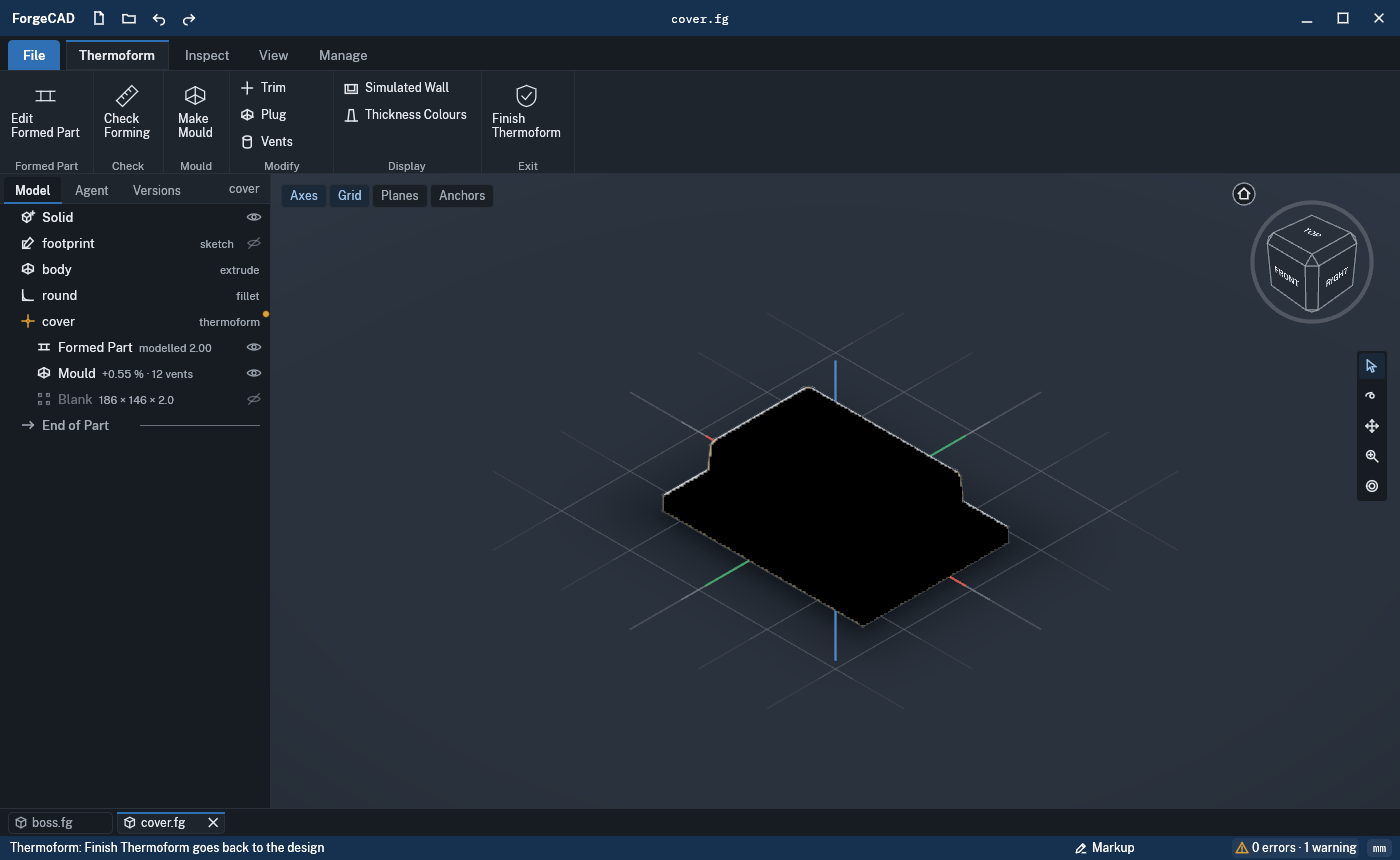 ForgeCAD
cover.fg
File
Thermoform
Inspect
View
Manage
Edit
Formed Part
Formed Part
Check
Forming
Check
Make
Mould
Mould
Trim
Plug
Vents
Modify
Simulated Wall
Thickness Colours
Display
Finish
Thermoform
Exit
Model
Agent
Versions
cover
Solid
footprint sketch
body extrude
round fillet
cover thermoform
Formed Part modelled 2.00
Mould +0.55 % · 12 vents
Blank 186 × 146 × 2.0
End of Part
Axes
Grid
Planes
Anchors
TOP
FRONT
RIGHT
boss.fg
cover.fg
Thermoform: Finish Thermoform goes back to the design
Markup
0 errors · 1 warning
mm